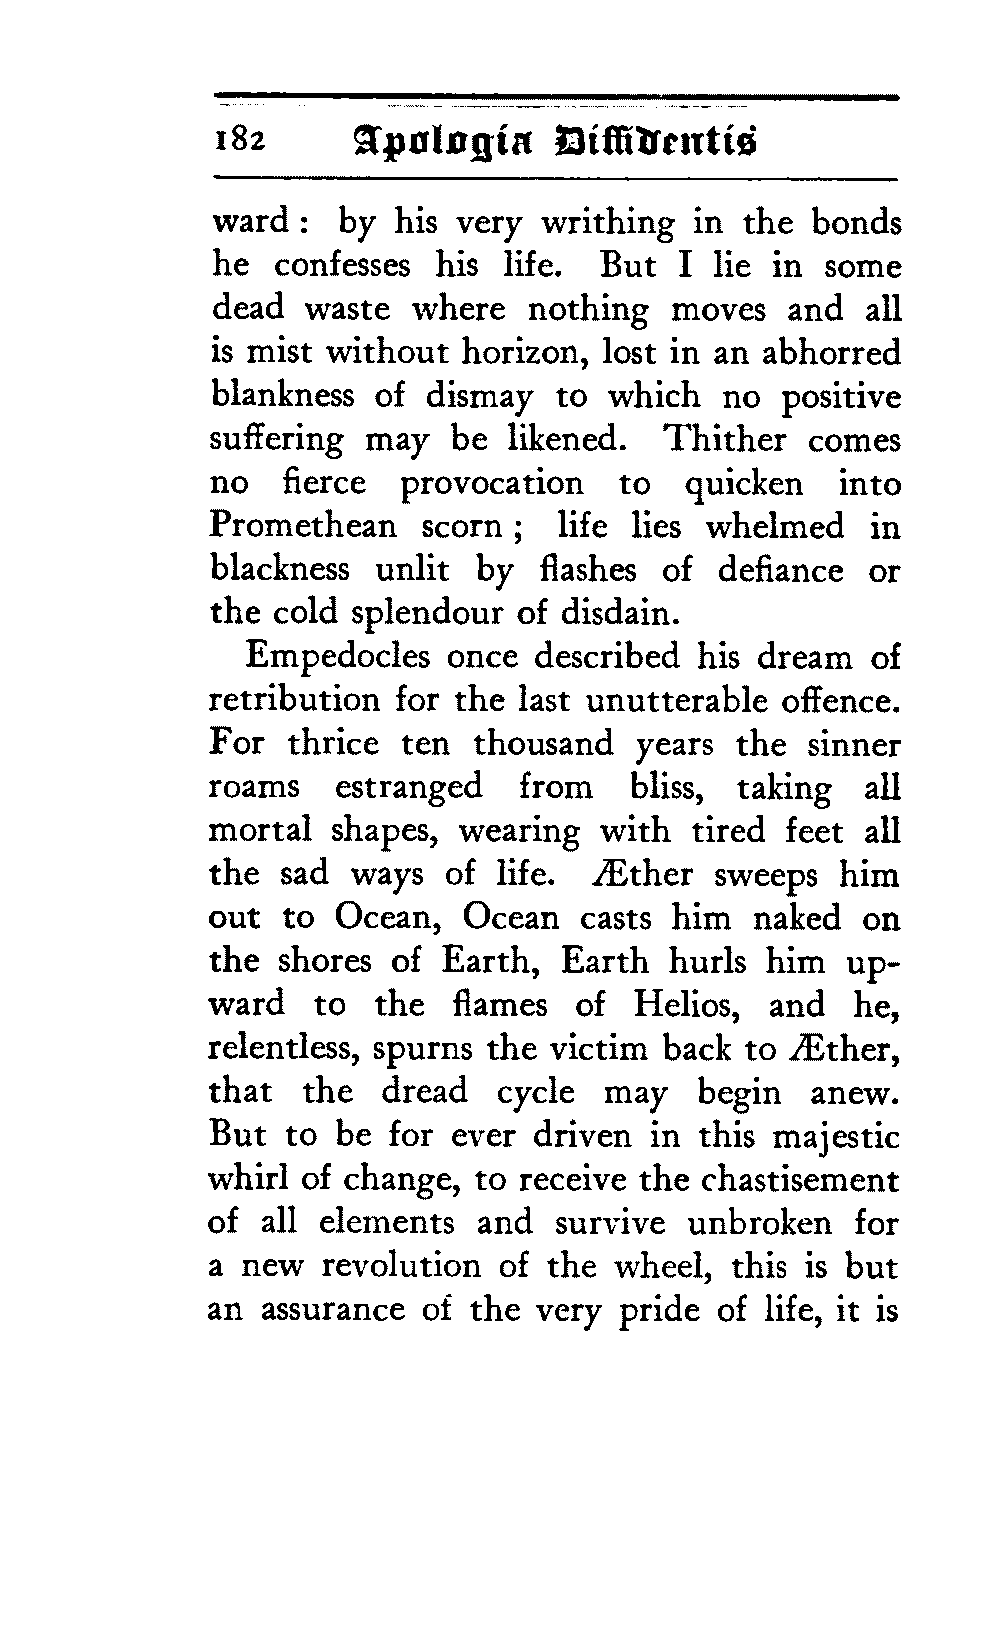 182 Apologia Diffidentis
ward : by his very writhing in the bonds
he confesses his life. But I lie in some
dead waste where nothing moves and all
is mist without horizon, lost in an abhorred
blankness of dismay to which no positive
suffering may be likened. Thither comes
no fierce provocation to quicken into
Promethean scorn ; life lies whelmed in
blackness unlit by flashes of defiance or
the cold splendour of disdain.
Empedocles once described his dream of
retribution for the last unutterable offence.
For thrice ten thousand years the sinner
roams estranged from bliss, taking all
mortal shapes, wearing with tired feet all
the sad ways of life. Æther sweeps him
out to Ocean, Ocean casts him naked on
the shores of Earth, Earth hurls him up-
ward to the flames of Helios, and he,
relentless, spurns the victim back to Æther,
that the dread cycle may begin anew.
But to be for ever driven in this majestic
whirl of change, to receive the chastisement
of all elements and survive unbroken for
a new revolution of the wheel, this is but
an assurance of the very pride of life, it is